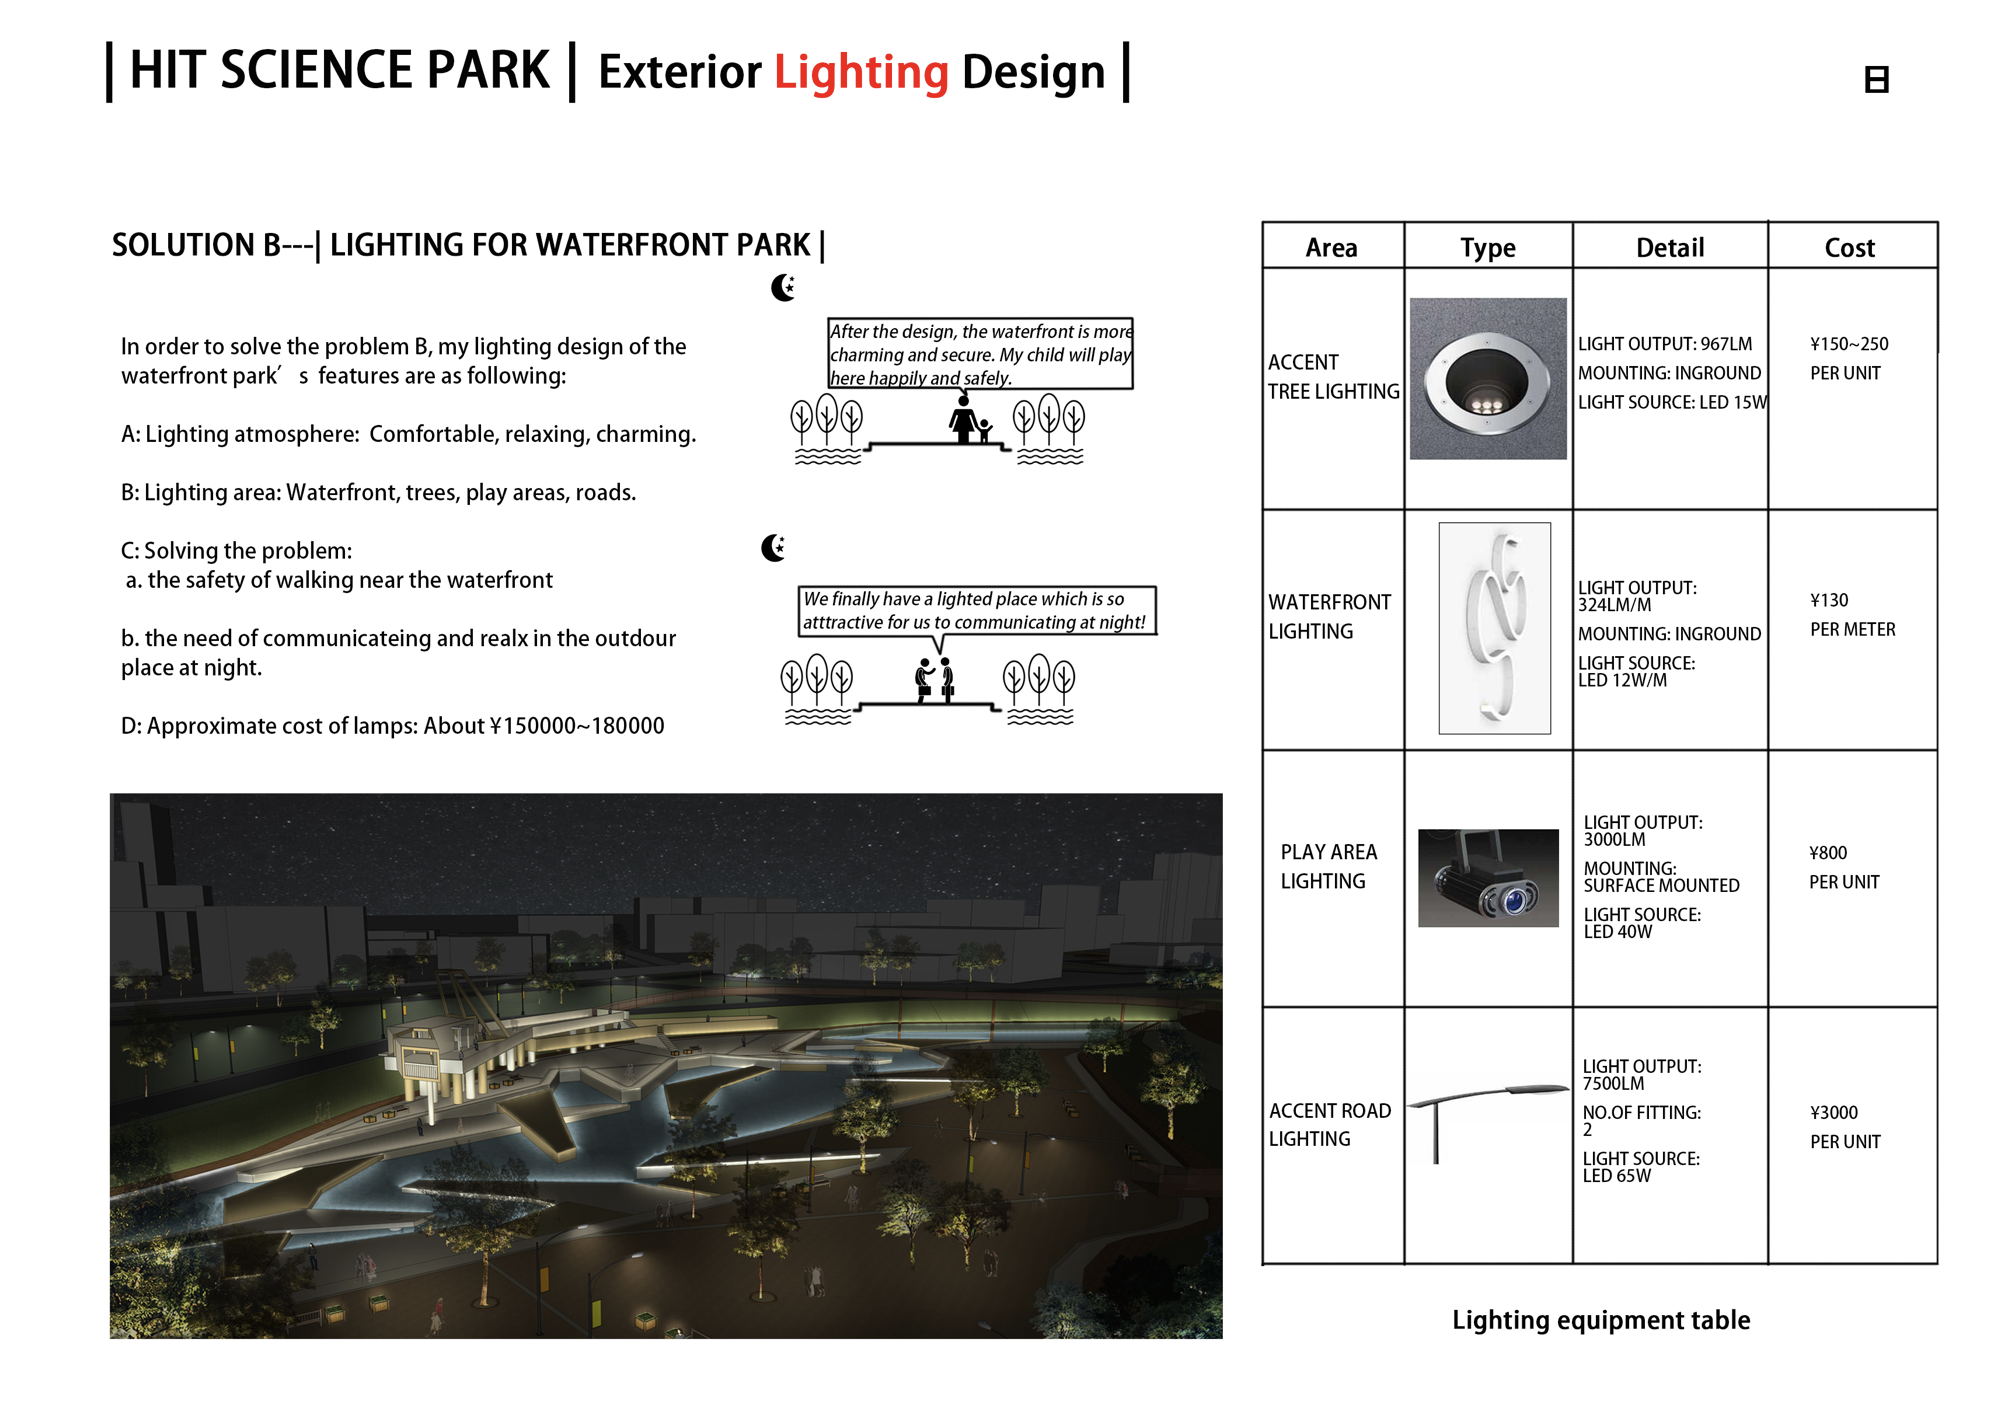 | HIT SCIENCE PARK | Exterior Lighting Design |
8
SOLUTION B---| LIGHTING FOR WATERFRONT PARK |
In order to solve the problem B, my lighting design of the
waterfront park′ s features are as following:
A: Lighting atmosphere: Comfortable, relaxing, charming.
B: Lighting area: Waterfront, trees, play areas, roads.
C: Solving the problem:
a. the safety of walking near the waterfront
b. the need of communicateing and realx in the outdour
place at night.
D: Approximate cost of lamps: About ¥150000~180000
After the design, the waterfront is more
charming and secure. My child will play
here happily and safely.
We finally have a lighted place which is so
atttractive for us to communicating at night!
Area Type Detail Cost
ACCENT
TREE LIGHTING
LIGHT OUTPUT: 967LM
MOUNTING: INGROUND
LIGHT SOURCE: LED 15W
¥150~250
PER UNIT
WATERFRONT
LIGHTING
LIGHT OUTPUT:
324LM/M
MOUNTING: INGROUND
LIGHT SOURCE:
LED 12W/M
¥130
PER METER
PLAY AREA
LIGHTING
LIGHT OUTPUT:
3000LM
MOUNTING:
SURFACE MOUNTED
LIGHT SOURCE:
LED 40W
¥800
PER UNIT
ACCENT ROAD
LIGHTING
LIGHT OUTPUT:
7500LM
NO.OF FITTING:
2
LIGHT SOURCE:
LED 65W
¥3000
PER UNIT
Lighting equipment table